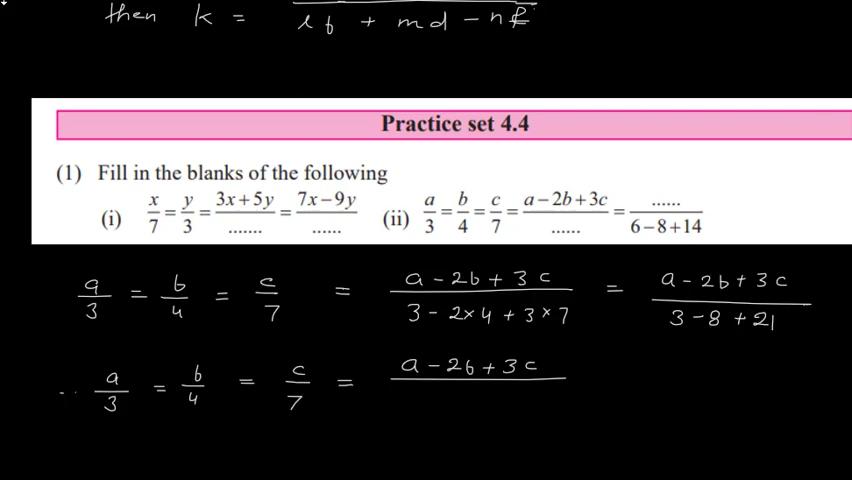 then k = / lb + md - nf
Practice set 4.4
(1) Fill in the blanks of the following
(i) x/7 = y/3 = 3x+5y/....... = 7x−9y/...... (ii) a/3 = b/4 = c/7 = a−2b+3c/...... = ....../6−8+14
a/3 = b/4 = c/7 = a - 2b + 3c/3 - 2×4 + 3×7 = a - 2b + 3c/3 - 8 + 21
.. a/3 = b/4 = c/7 = a - 2b + 3c/